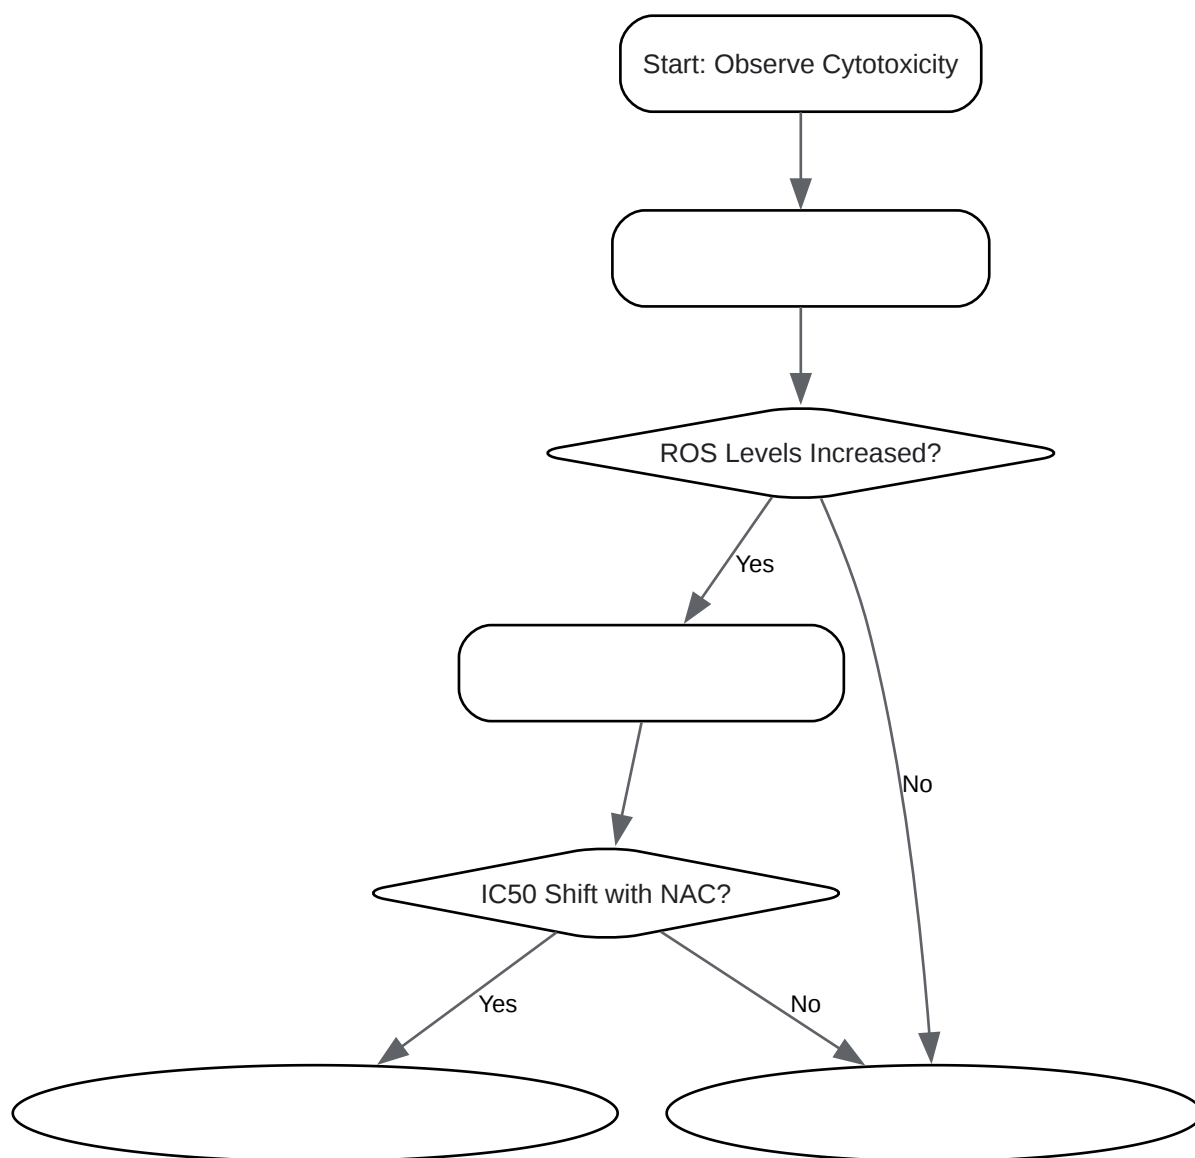 Start: Observe Cytotoxicity
ROS Levels Increased?
Yes
No
IC50 Shift with NAC?
Yes
No